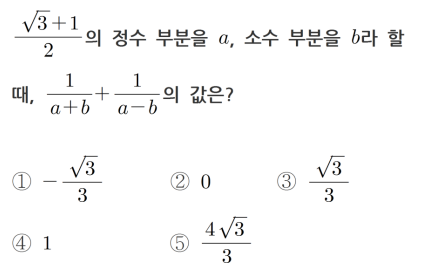 $\frac{\sqrt{3}+1}{2}$의 정수 부분을 $a$, 소수 부분을 $b$라 할
때, $\frac{1}{a+b}+\frac{1}{a-b}$의 값은?
① $-\frac{\sqrt{3}}{3}$ ② 0 ③ $\frac{\sqrt{3}}{3}$
④ 1 ⑤ $\frac{4\sqrt{3}}{3}$